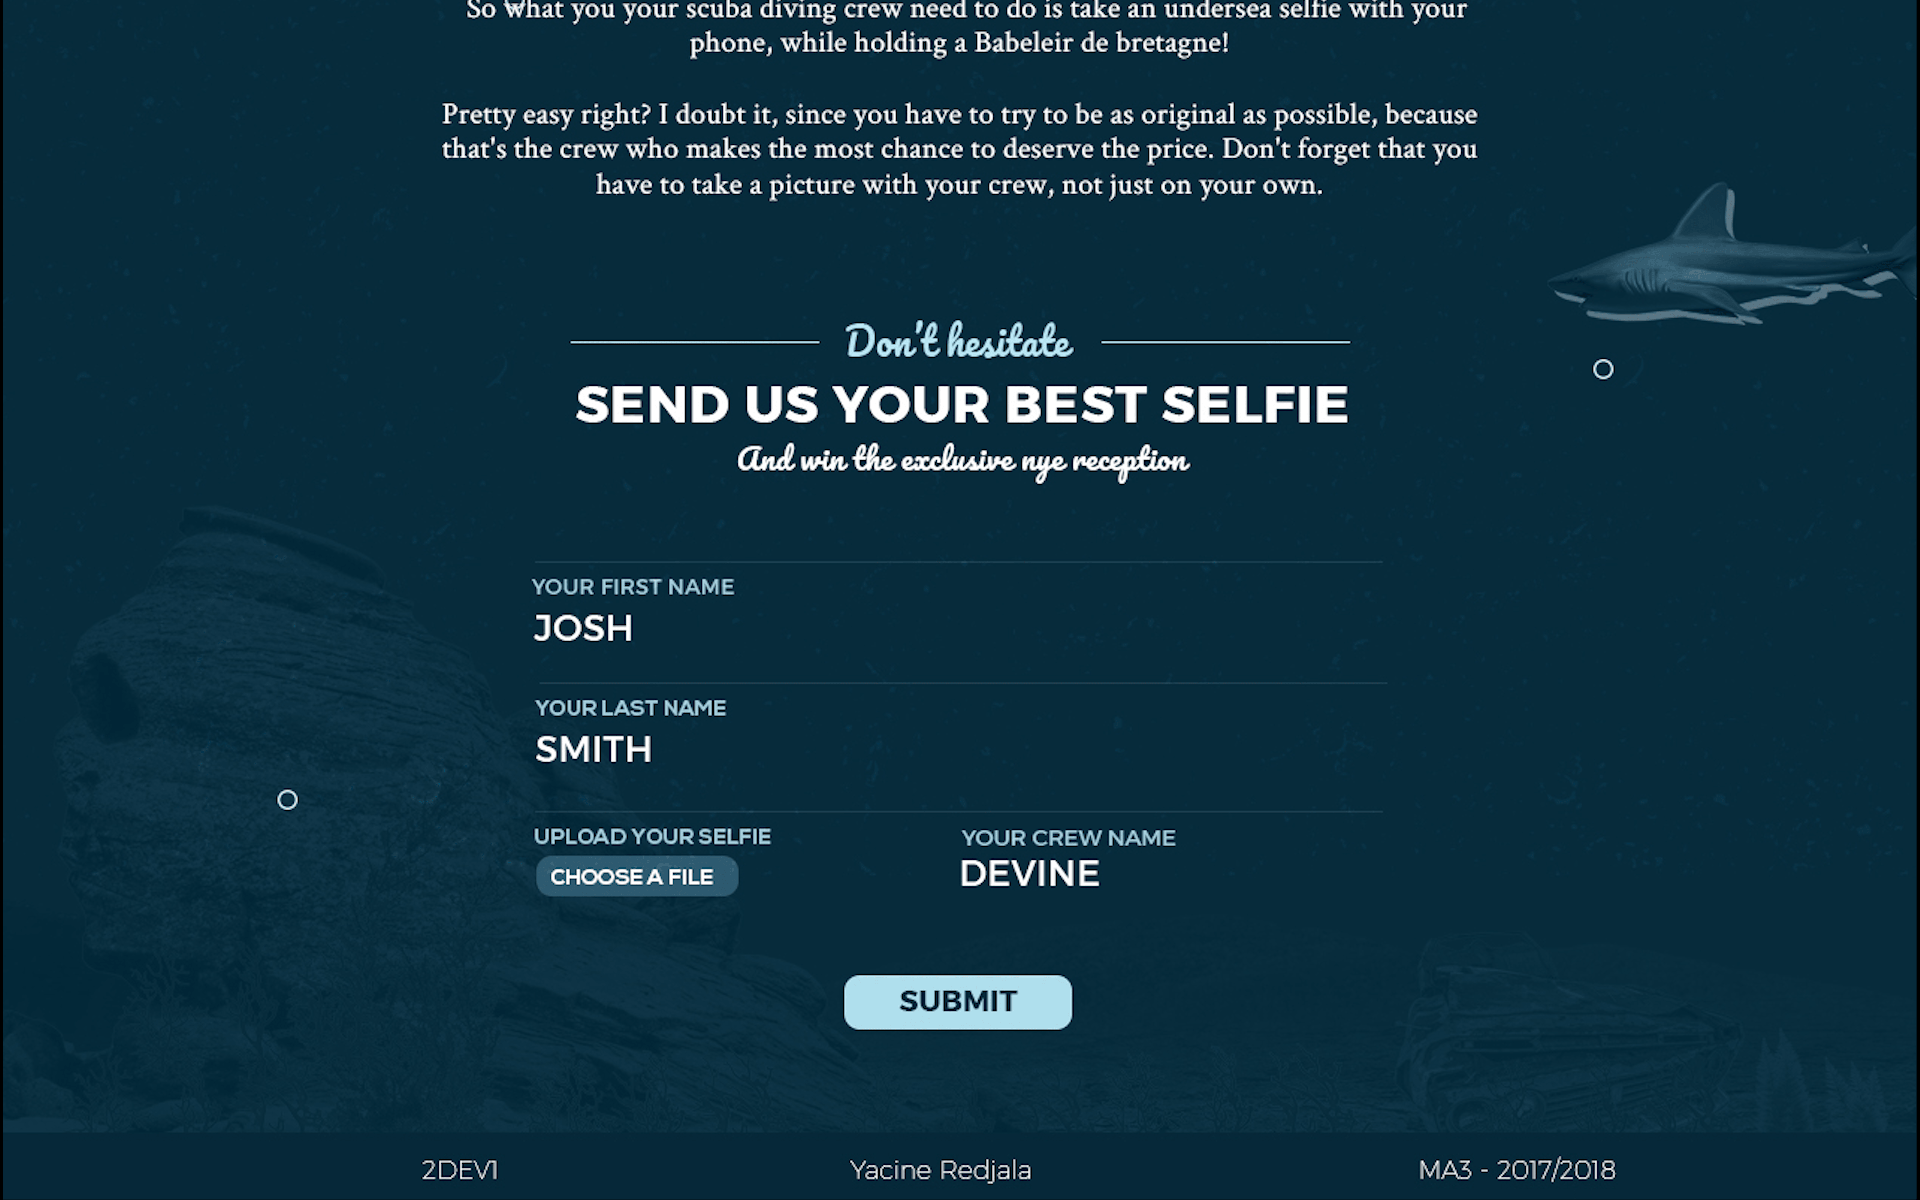 So what you your scuba diving crew need to do is take an undersea selfie with your
phone, while holding a Babeleir de bretagne!
Pretty easy right? I doubt it, since you have to try to be as original as possible, because
that's the crew who makes the most chance to deserve the price. Don't forget that you
have to take a picture with your crew, not just on your own.
Don't hesitate
SEND US YOUR BEST SELFIE
And win the exclusive nye reception
YOUR FIRST NAME
JOSH
YOUR LAST NAME
SMITH
UPLOAD YOUR SELFIE
CHOOSE A FILE
YOUR CREW NAME
DEVINE
SUBMIT
2DEV1
Yacine Redjala
MA3 - 2017/2018